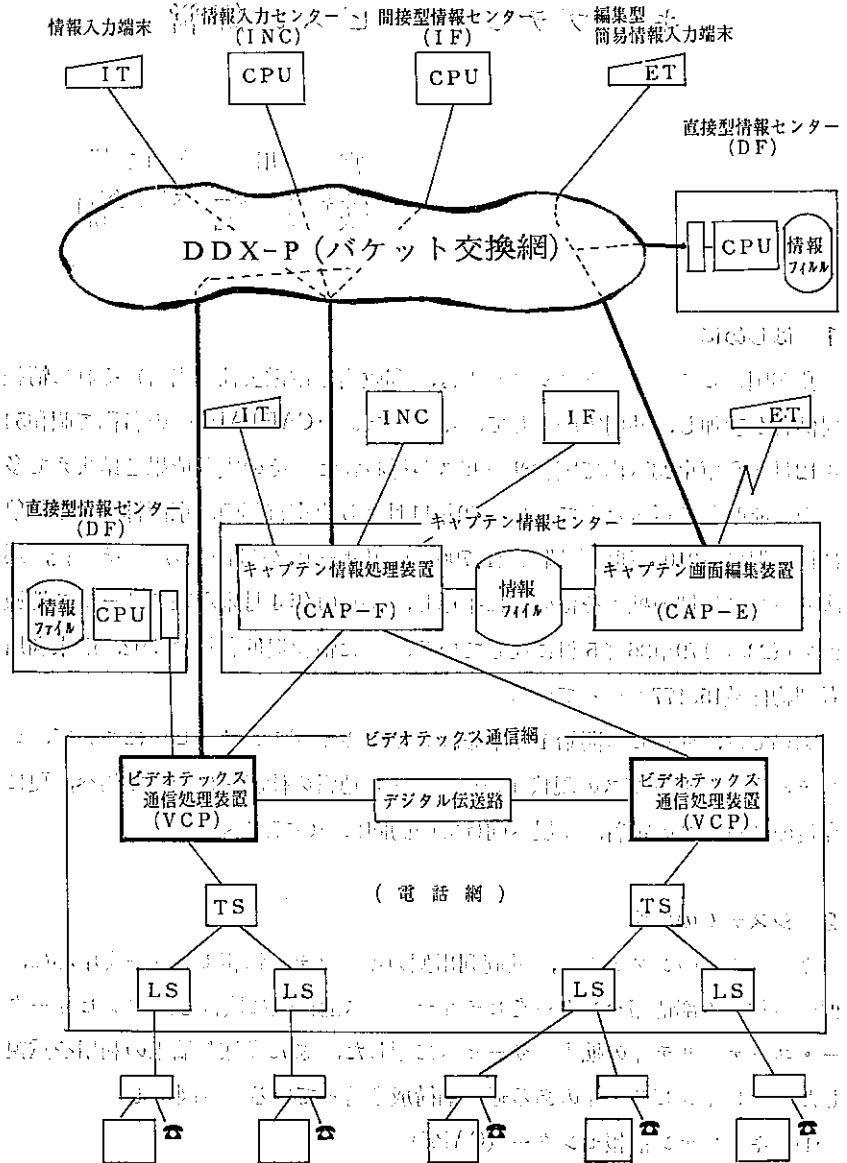 情報入力端末
IT
情報入力センター
(INC)
CPU
間接型情報センター
(IF)
CPU
編集型
簡易情報入力端末
ET
直接型情報センター
(DF)
CPU
情報
フィルル
DDX-P(パケット交換網)
IT
INC
IF
ET
直接型情報センター
(DF)
情報
ファイル
CPU
キャプテン情報センター
キャプテン情報処理装置
(CAP-F)
情報
フィイル
キャプテン画面編集装置
(CAP-E)
ビデオテックス通信網
ビデオテックス
通信処理装置
(VCP)
デジタル伝送路
ビデオテックス
通信処理装置
(VCP)
TS
(電話網)
TS
LS
LS
LS
LS